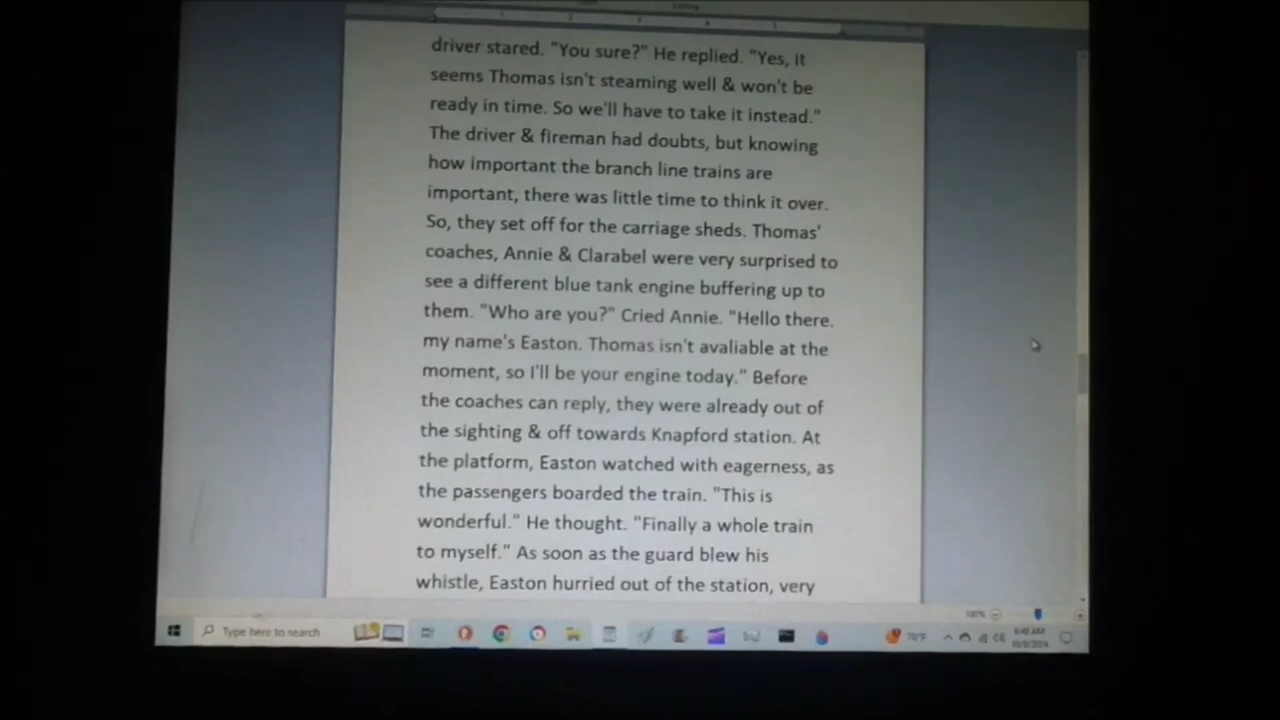 driver stared. "You sure?" He replied. "Yes, it
seems Thomas isn't steaming well & won't be
ready in time. So we'll have to take it instead."
The driver & fireman had doubts, but knowing
how important the branch line trains are
important, there was little time to think it over.
So, they set off for the carriage sheds. Thomas'
coaches, Annie & Clarabel were very surprised to
see a different blue tank engine buffering up to
them. "Who are you?" Cried Annie. "Hello there.
my name's Easton. Thomas isn't avaliable at the
moment, so I'll be your engine today." Before
the coaches can reply, they were already out of
the sighting & off towards Knapford station. At
the platform, Easton watched with eagerness, as
the passengers boarded the train. "This is
wonderful." He thought. "Finally a whole train
to myself." As soon as the guard blew his
whistle, Easton hurried out of the station, very
100%
Type here to search
70°F
6:48 AM